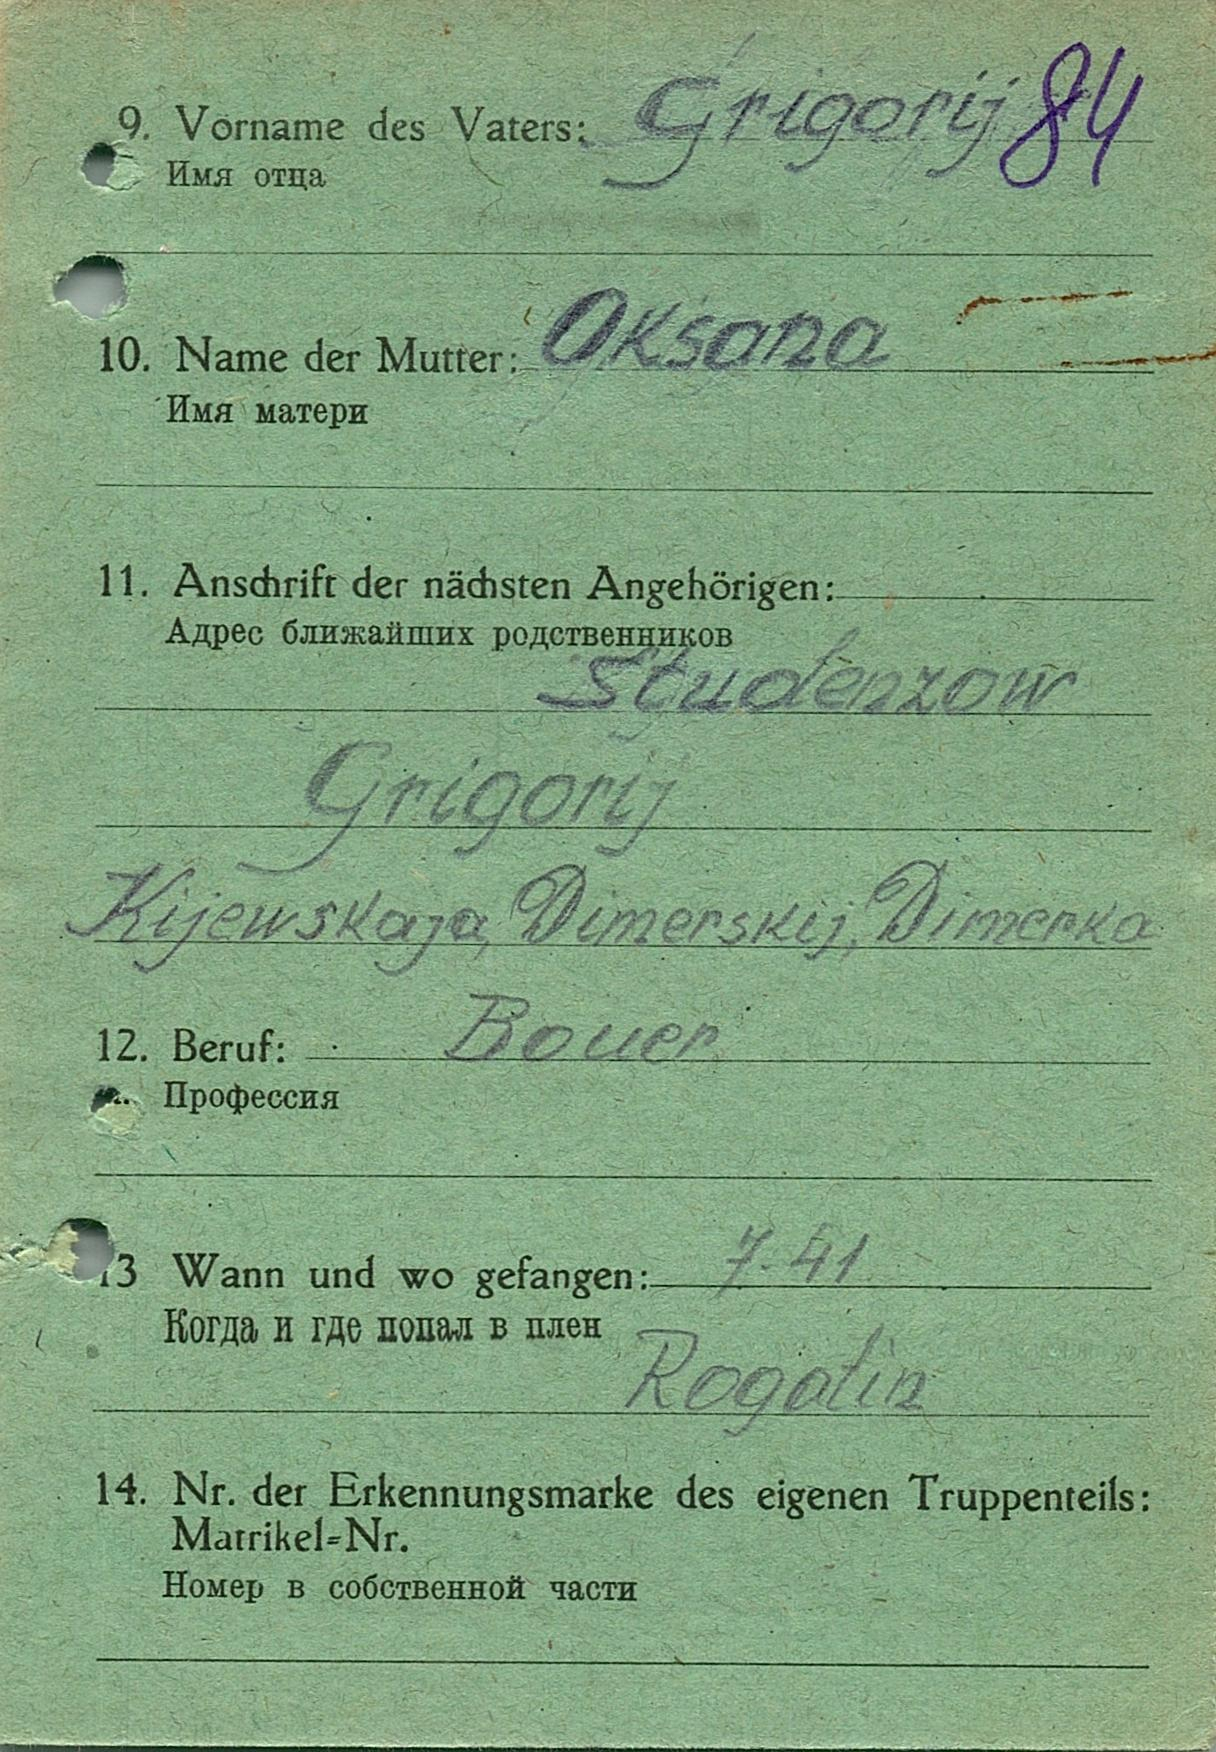 9. Vorname des Vaters: Grigorij 84
Имя отца
10. Name der Mutter: Oksana
Имя матери
11. Anschrift der nächsten Angehörigen:
Адрес ближайших родственников
Studenzow
Grigorij
Kijewskaja, Dimerskij, Dimerka
12. Beruf: Bauer
Профессия
13 Wann und wo gefangen: 7.41
Когда и где попал в плен
Rogatin
14. Nr. der Erkennungsmarke des eigenen Truppenteils:
Matrikel=Nr.
Номер в собственной части